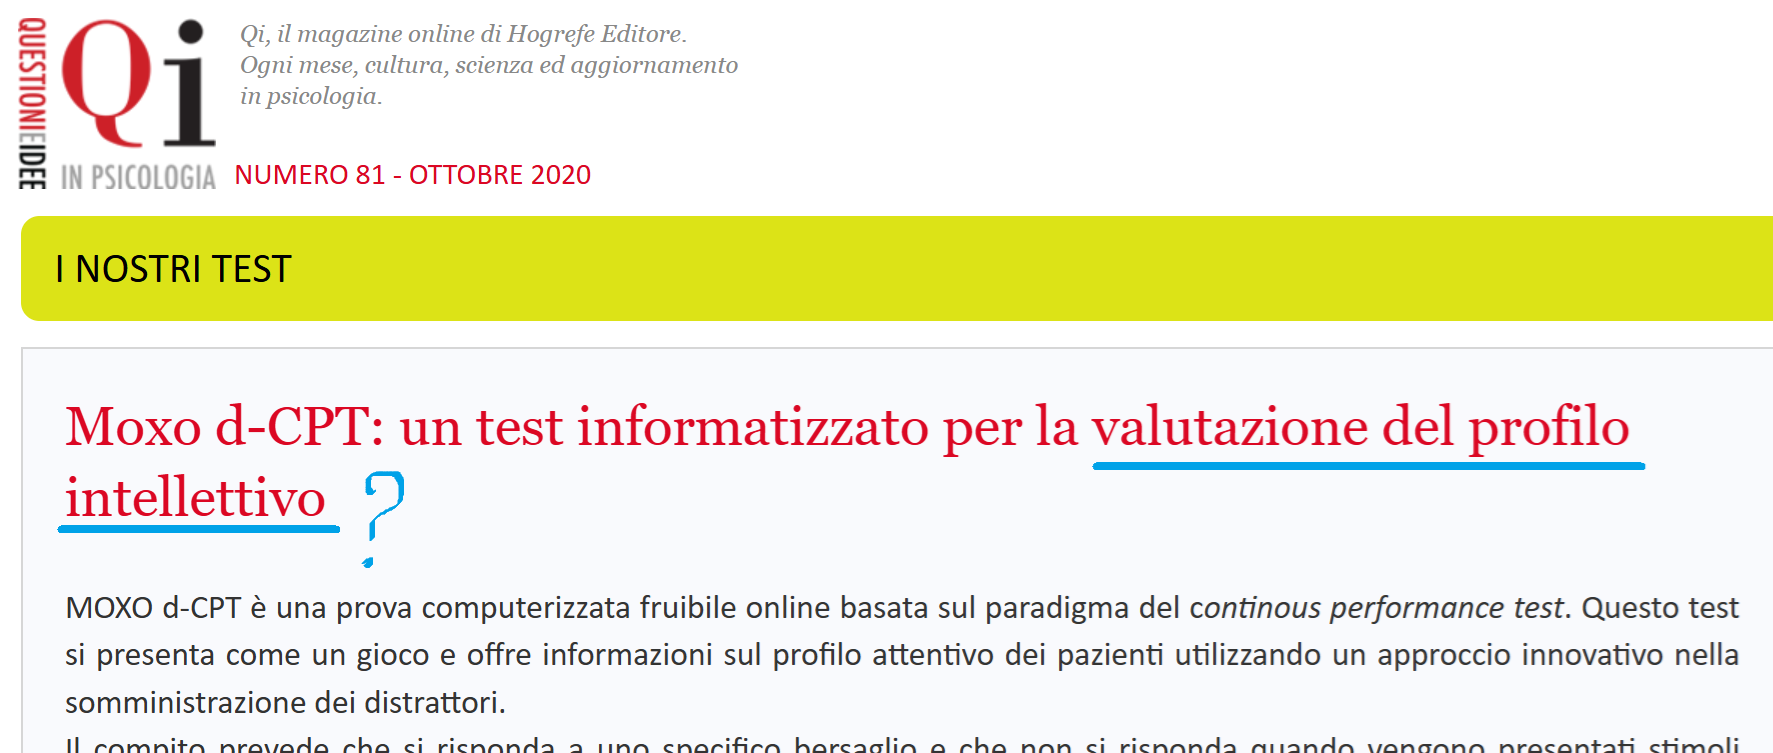 QUESTIONI E IDEE
Qi
IN PSICOLOGIA
Qi, il magazine online di Hogrefe Editore.
Ogni mese, cultura, scienza ed aggiornamento
in psicologia.
NUMERO 81 - OTTOBRE 2020
I NOSTRI TEST
Moxo d-CPT: un test informatizzato per la valutazione del profilo
intellettivo ?
MOXO d-CPT è una prova computerizzata fruibile online basata sul paradigma del continous performance test. Questo test
si presenta come un gioco e offre informazioni sul profilo attentivo dei pazienti utilizzando un approccio innovativo nella
somministrazione dei distrattori.
Il compito prevede che si risponda a uno specifico bersaglio e che non si risponda quando vengono presentati stimoli